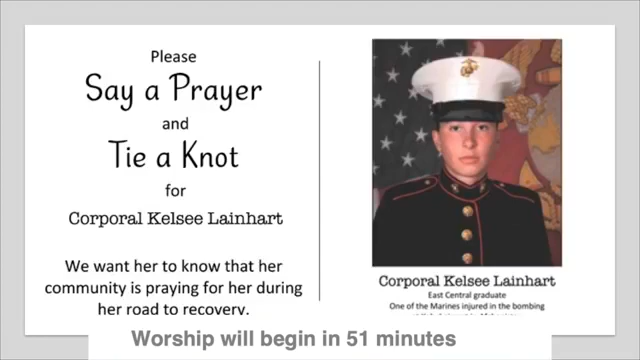 Please
Say a Prayer
and
Tie a Knot
for
Corporal Kelsee Lainhart
We want her to know that her
community is praying for her during
her road to recovery.
Corporal Kelsee Lainhart
East Central graduate
One of the Marines injured in the bombing
Worship will begin in 51 minutes